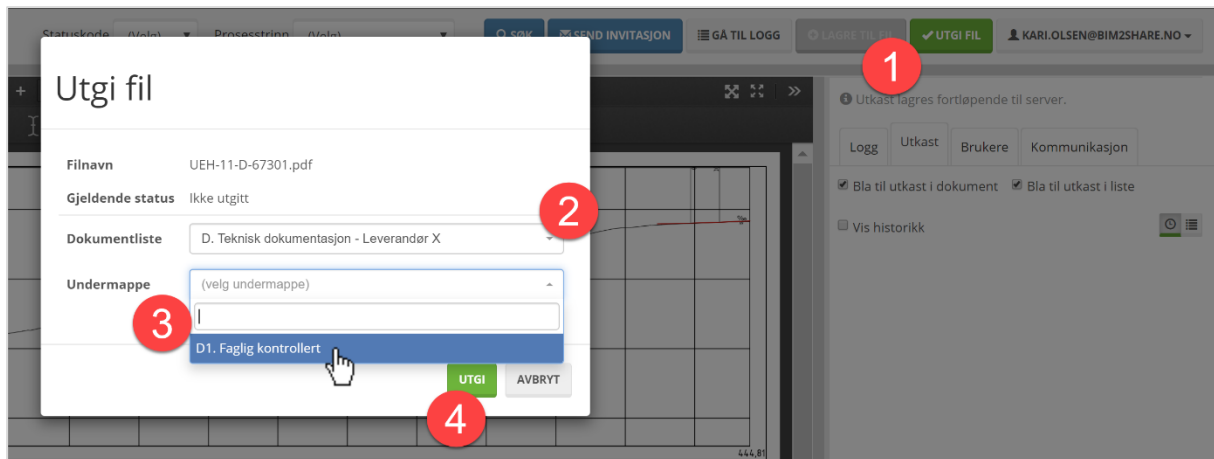 Statuskode (Velg) Prosesstrinn (Velg) SØK SEND INVITASJON GÅ TIL LOGG LAGRE TIL FIL UTGI FIL KARI.OLSEN@BIM2SHARE.NO
1
Utgi fil
Utkast lagres fortløpende til server.
Logg Utkast Brukere Kommunikasjon
Filnavn UEH-11-D-67301.pdf
Bla til utkast i dokument Bla til utkast i liste
Gjeldende status Ikke utgitt
2
Vis historikk
Dokumentliste D. Teknisk dokumentasjon - Leverandør X
Undermappe (velg undermappe)
3
D1. Faglig kontrollert
UTGI AVBRYT
4
444,81